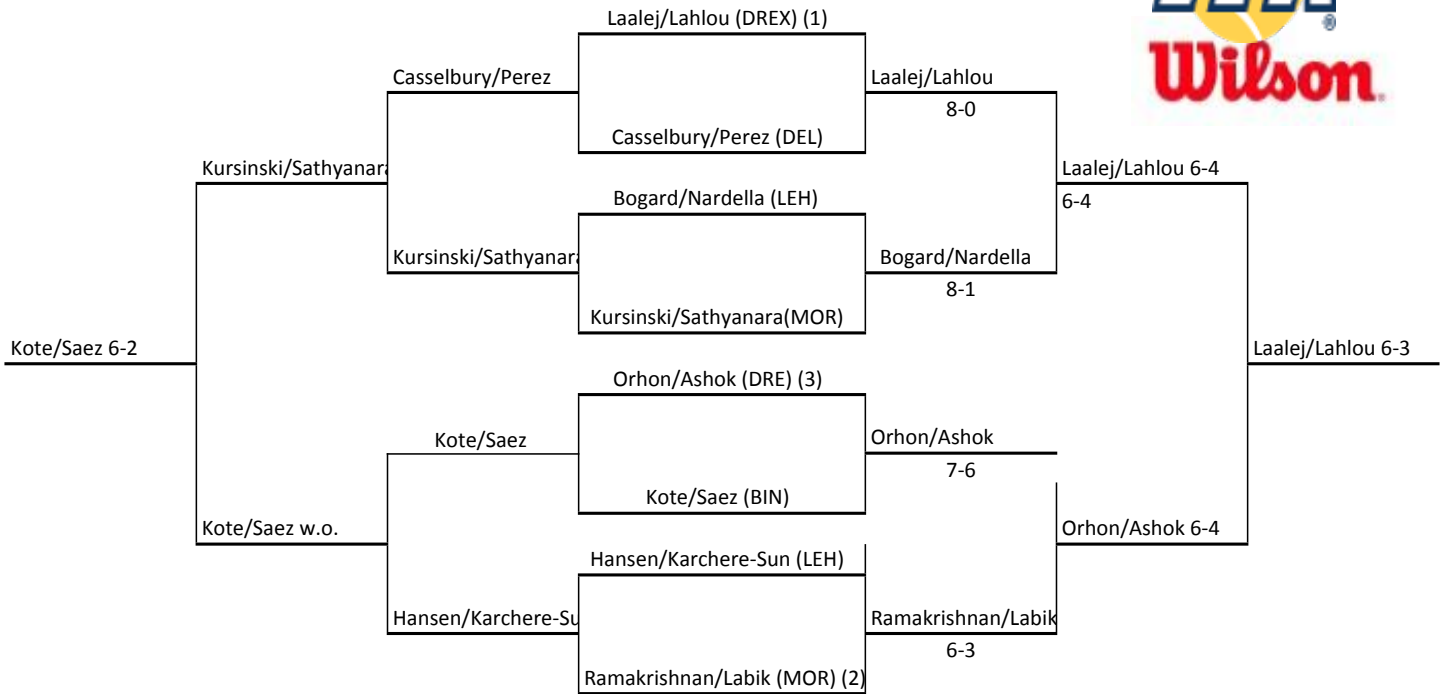 Laalej/Lahlou (DREX) (1)
Wilson
®
Casselbury/Perez
Laalej/Lahlou
8-0
Casselbury/Perez (DEL)
Kursinski/Sathyanara
Laalej/Lahlou 6-4
6-4
Bogard/Nardella (LEH)
Kursinski/Sathyanara
Bogard/Nardella
8-1
Kursinski/Sathyanara(MOR)
Kote/Saez 6-2
Laalej/Lahlou 6-3
Orhon/Ashok (DRE) (3)
Kote/Saez
Orhon/Ashok
7-6
Kote/Saez (BIN)
Kote/Saez w.o.
Orhon/Ashok 6-4
Hansen/Karchere-Sun (LEH)
Hansen/Karchere-Su
Ramakrishnan/Labik
6-3
Ramakrishnan/Labik (MOR) (2)